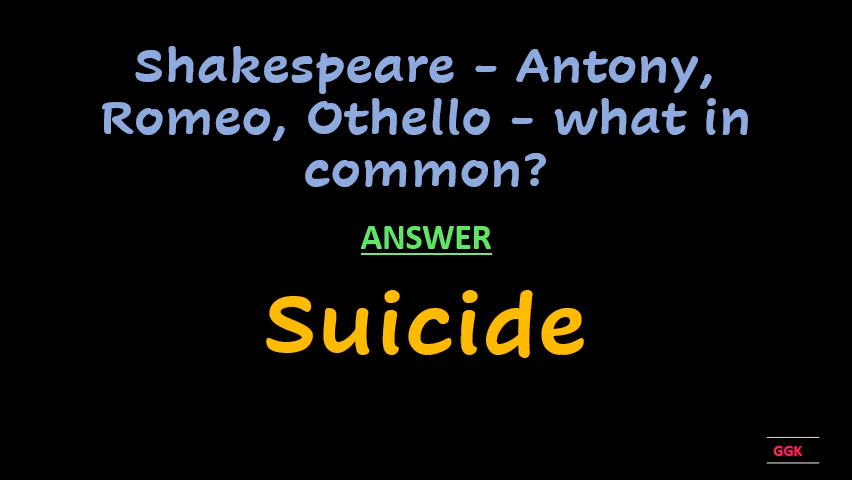 Shakespeare - Antony,
Romeo, Othello - what in
common?
ANSWER
Suicide
GGK